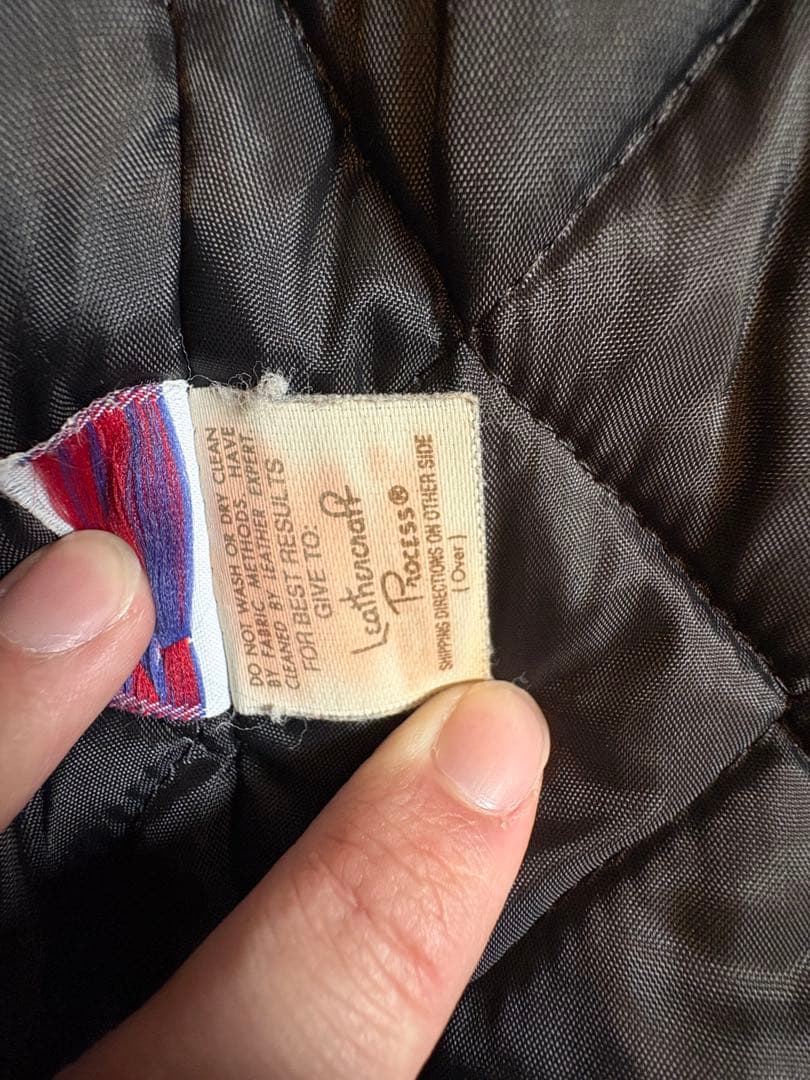 DO NOT WASH OR DRY CLEAN
BY FABRIC METHODS. HAVE
CLEANED BY LEATHER EXPERT.
FOR BEST RESULTS
GIVE TO:
Leathercraft
Process®
SHIPPING DIRECTIONS ON OTHER SIDE
(Over)